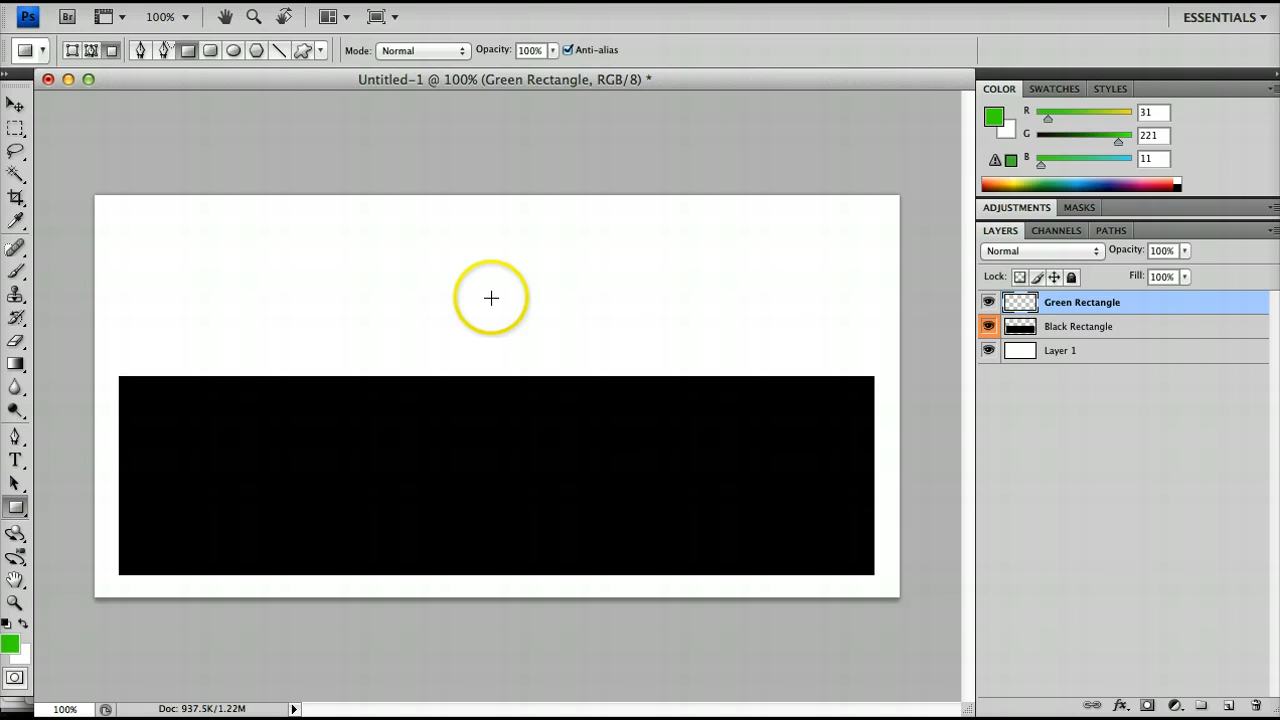 Ps Br 100% ESSENTIALS
Mode: Normal Opacity: 100% Anti-alias
Untitled-1 @ 100% (Green Rectangle, RGB/8) *
COLOR SWATCHES STYLES
R 31
G 221
B 11
ADJUSTMENTS MASKS
LAYERS CHANNELS PATHS
Normal Opacity: 100%
Lock: Fill: 100%
Green Rectangle
Black Rectangle
Layer 1
T
100% Doc: 937.5K/1.22M